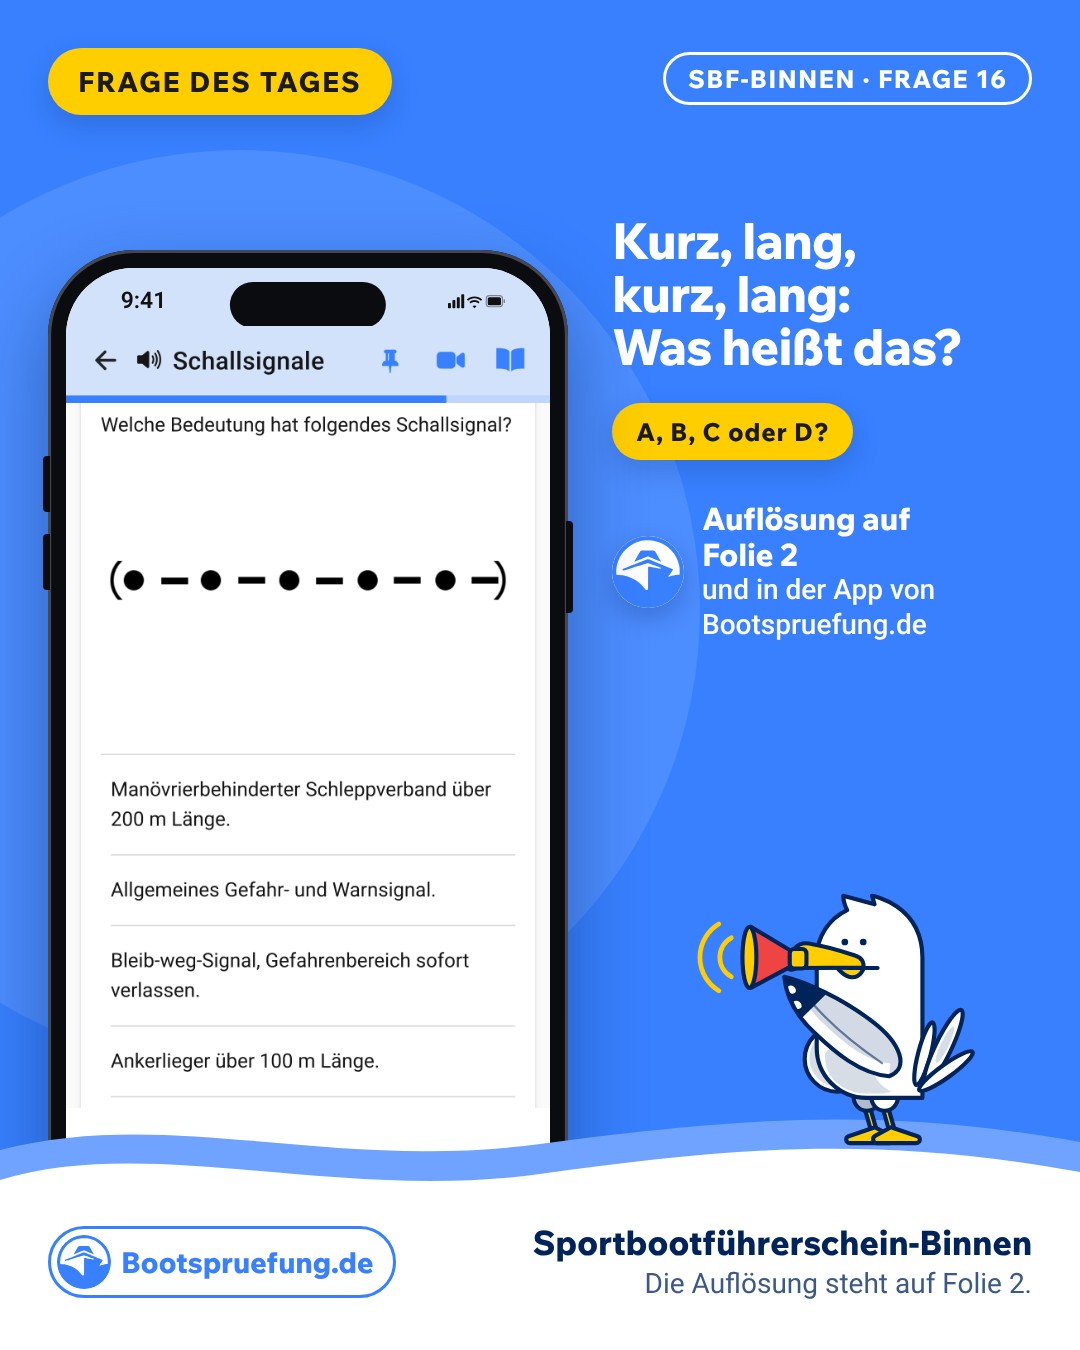 FRAGE DES TAGES
SBF-BINNEN · FRAGE 16
Kurz, lang,
kurz, lang:
Was heißt das?
A, B, C oder D?
Auflösung auf
Folie 2
und in der App von
Bootspruefung.de
9:41
Schallsignale
Welche Bedeutung hat folgendes Schallsignal?
Manövrierbehinderter Schleppverband über
200 m Länge.
Allgemeines Gefahr- und Warnsignal.
Bleib-weg-Signal, Gefahrenbereich sofort
verlassen.
Ankerlieger über 100 m Länge.
Bootspruefung.de
Sportbootführerschein-Binnen
Die Auflösung steht auf Folie 2.